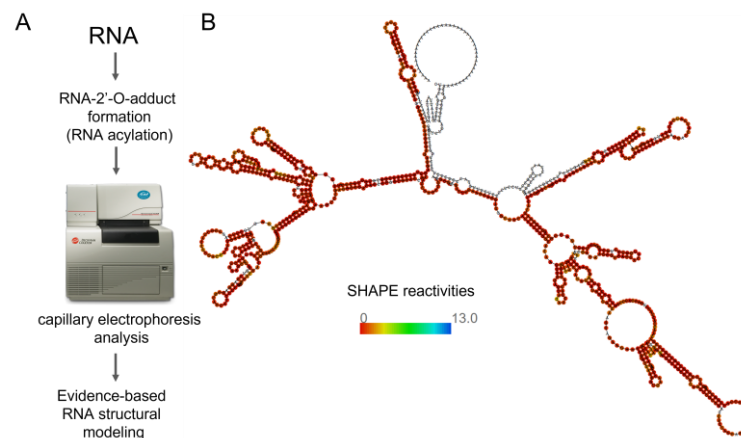 A
RNA
RNA-2'-O-adduct
formation
(RNA acylation)
capillary electrophoresis
analysis
Evidence-based
RNA structural
modeling
B
SHAPE reactivities
0
13.0